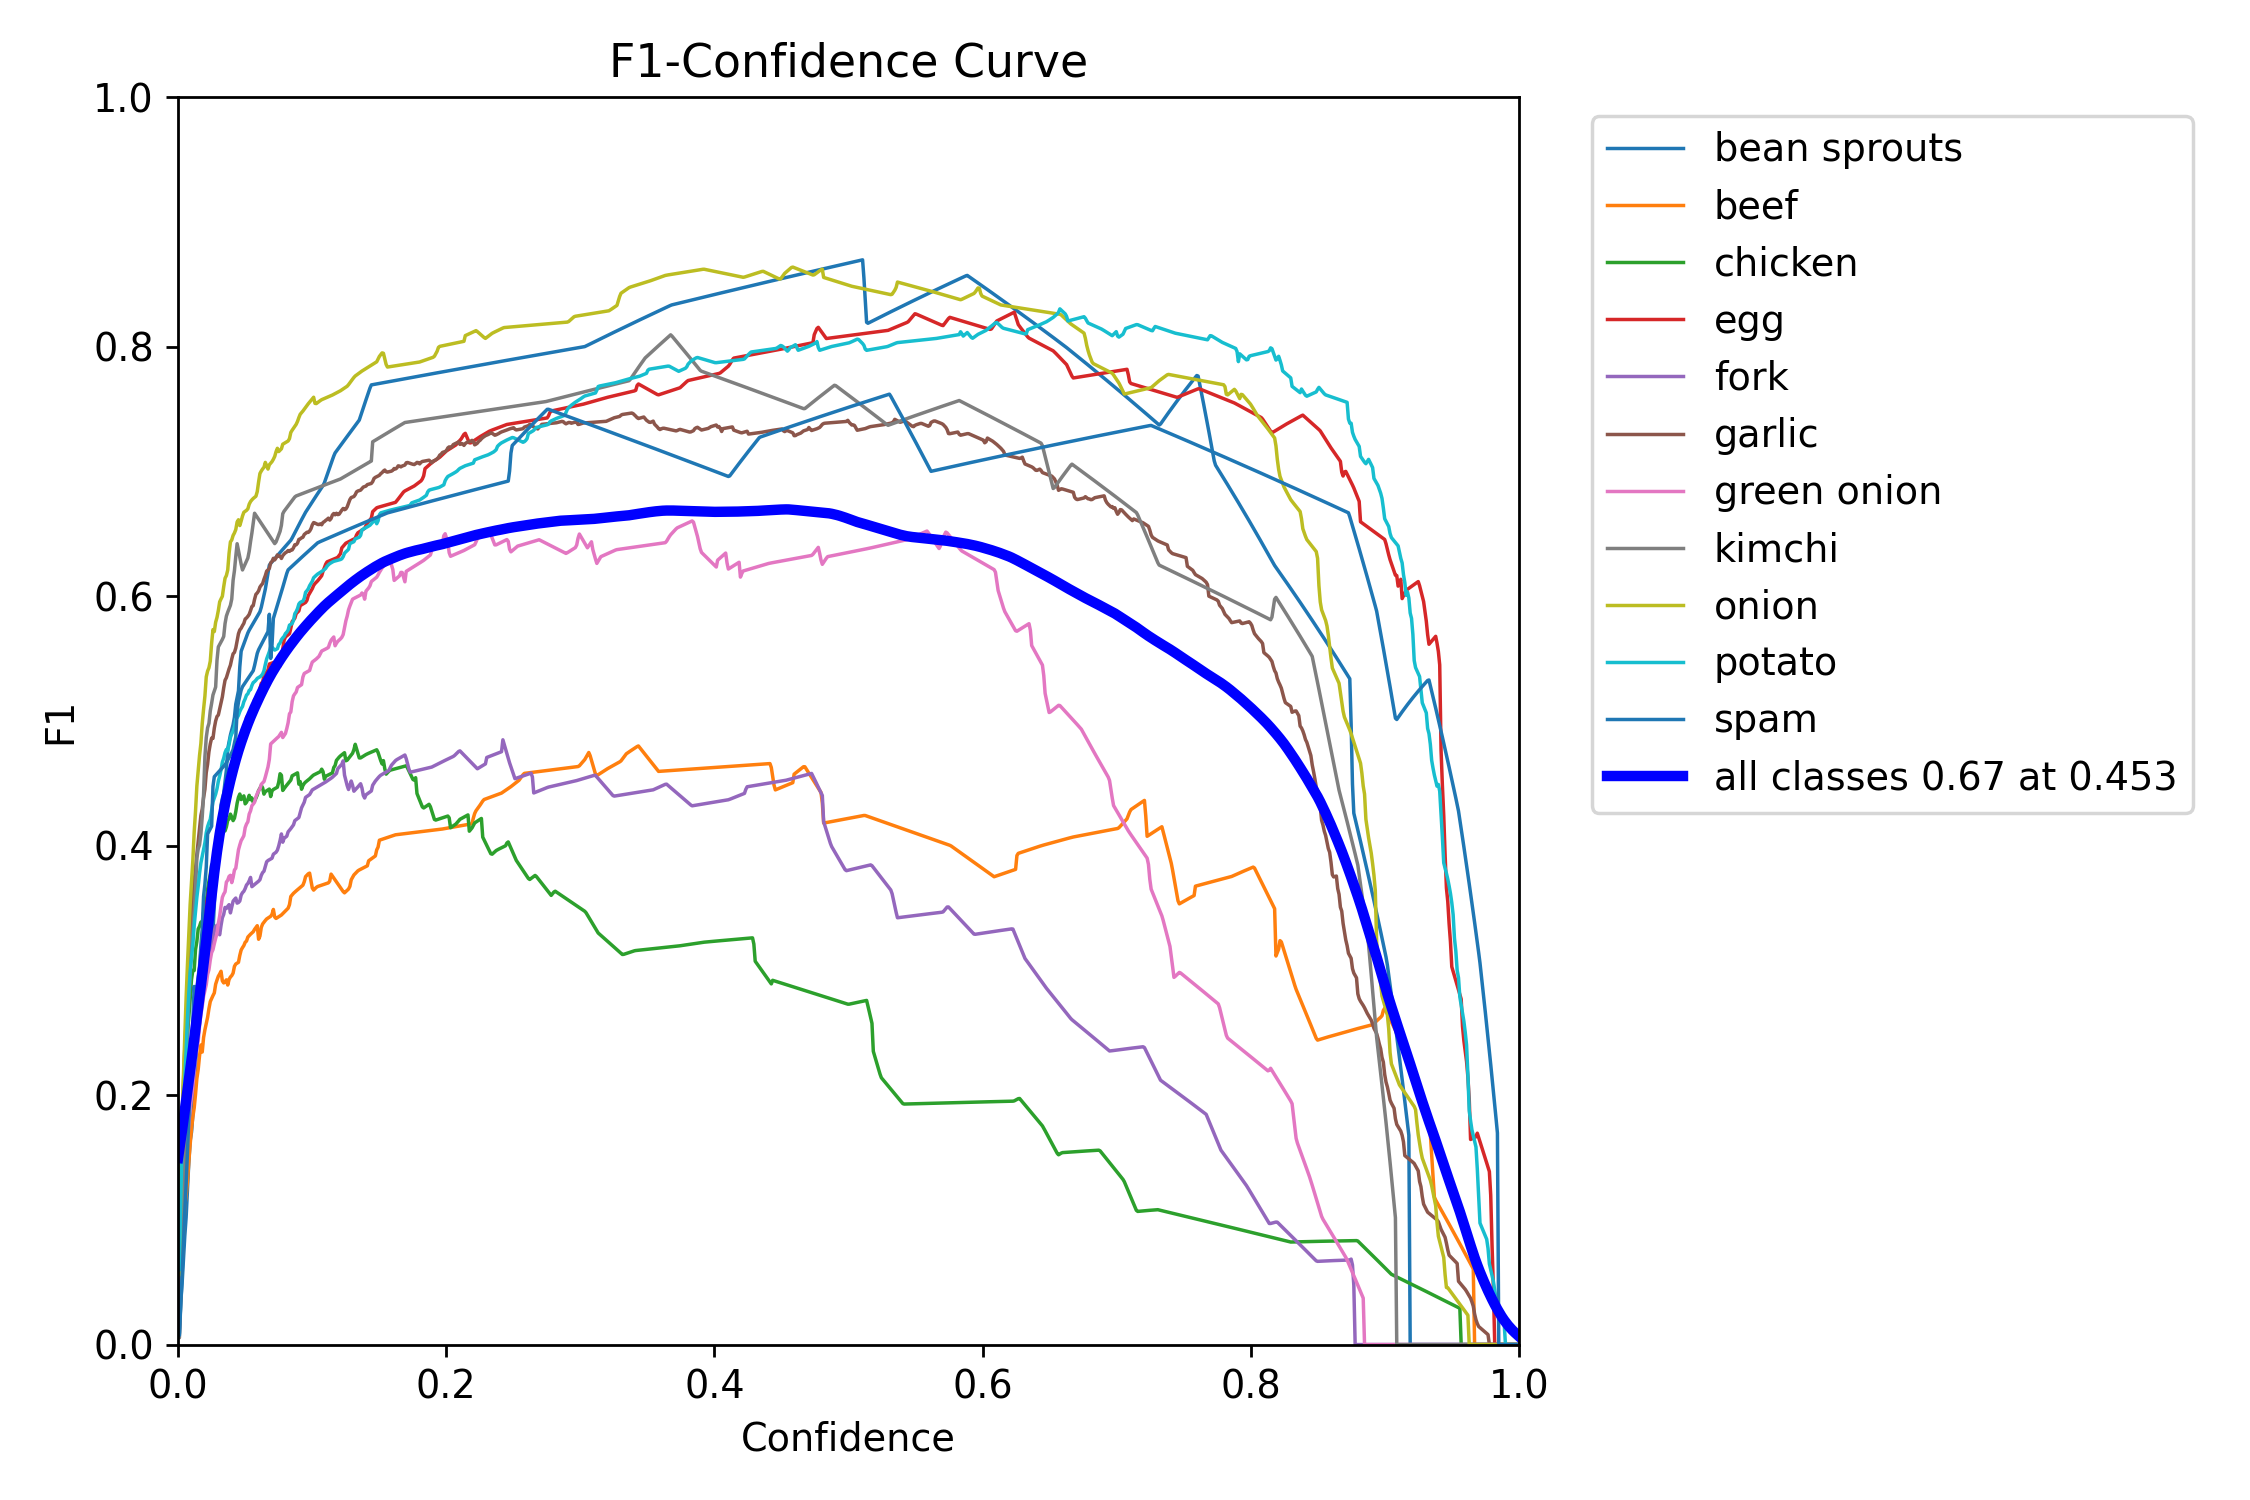 F1-Confidence Curve
1.0
0.8
0.6
0.4
0.2
0.0
F1
0.0 0.2 0.4 0.6 0.8 1.0
Confidence
bean sprouts
beef
chicken
egg
fork
garlic
green onion
kimchi
onion
potato
spam
all classes 0.67 at 0.453